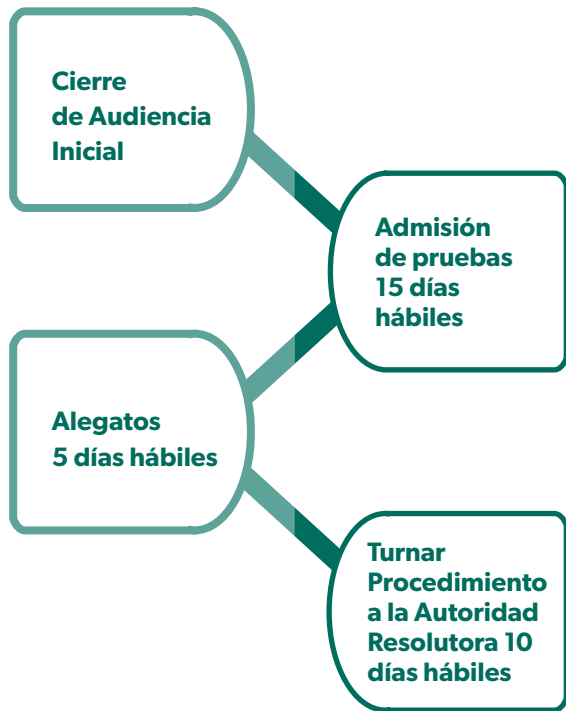 Cierre
de Audiencia
Inicial
Admisión
de pruebas
15 días
hábiles
Alegatos
5 días hábiles
Turnar
Procedimiento
a la Autoridad
Resolutora 10
días hábiles